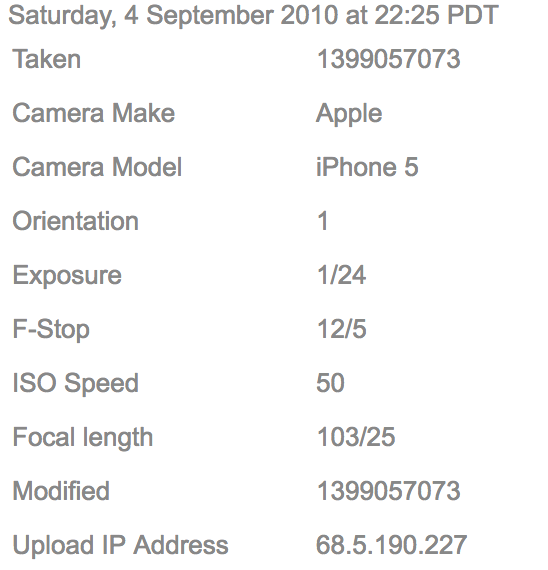 Saturday, 4 September 2010 at 22:25 PDT
Taken 1399057073
Camera Make Apple
Camera Model iPhone 5
Orientation 1
Exposure 1/24
F-Stop 12/5
ISO Speed 50
Focal length 103/25
Modified 1399057073
Upload IP Address 68.5.190.227